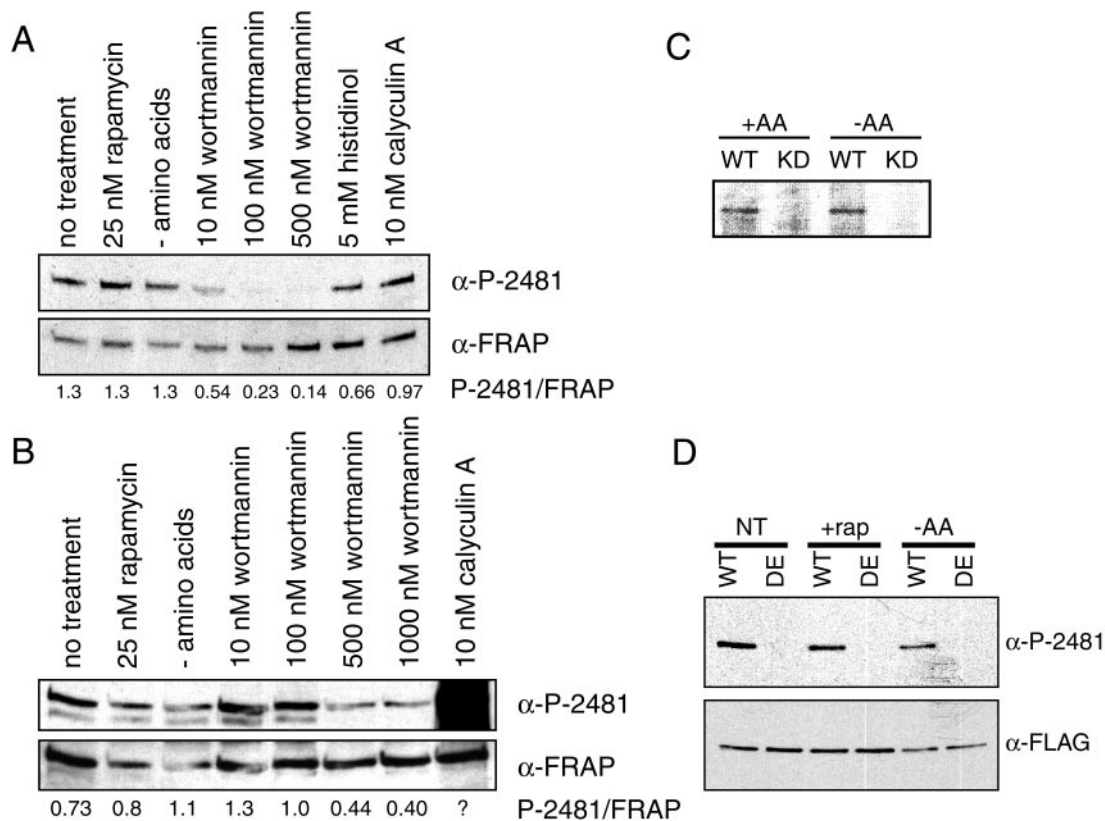 A
no treatment
25 nM rapamycin
- amino acids
10 nM wortmannin
100 nM wortmannin
500 nM wortmannin
5 mM histidinol
10 nM calyculin A
α-P-2481
α-FRAP
1.3 1.3 1.3 0.54 0.23 0.14 0.66 0.97 P-2481/FRAP
B
no treatment
25 nM rapamycin
- amino acids
10 nM wortmannin
100 nM wortmannin
500 nM wortmannin
1000 nM wortmannin
10 nM calyculin A
α-P-2481
α-FRAP
0.73 0.8 1.1 1.3 1.0 0.44 0.40 ? P-2481/FRAP
C
+AA -AA
WT KD WT KD
D
NT +rap -AA
WT DE WT DE WT DE
α-P-2481
α-FLAG